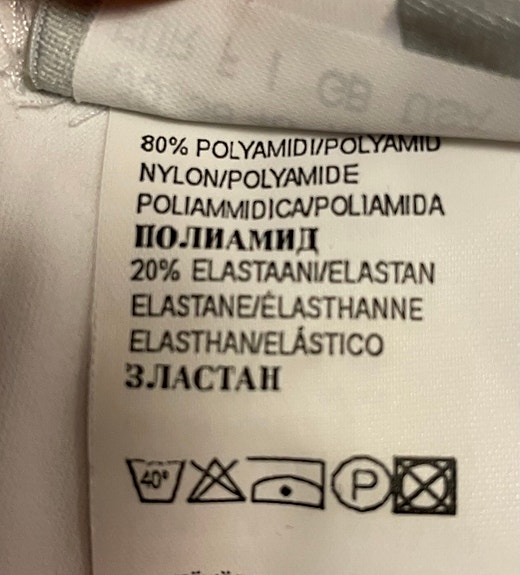 80% POLYAMIDI/POLYAMID
NYLON/POLYAMIDE
POLIAMMIDICA/POLIAMIDA
ПОЛИАМИД
20% ELASTAANI/ELASTAN
ELASTANE/ÉLASTHANNE
ELASTHAN/ELÁSTICO
ЗЛАСТАН
40°
P